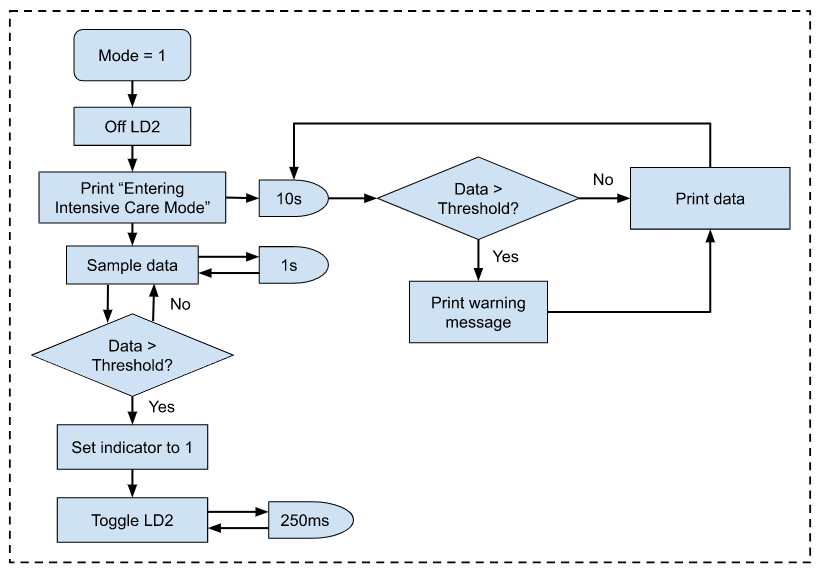 Mode = 1
Off LD2
Print “Entering
Intensive Care Mode”
10s
Data >
Threshold?
No
Print data
Yes
Print warning
message
Sample data
1s
No
Data >
Threshold?
Yes
Set indicator to 1
Toggle LD2
250ms